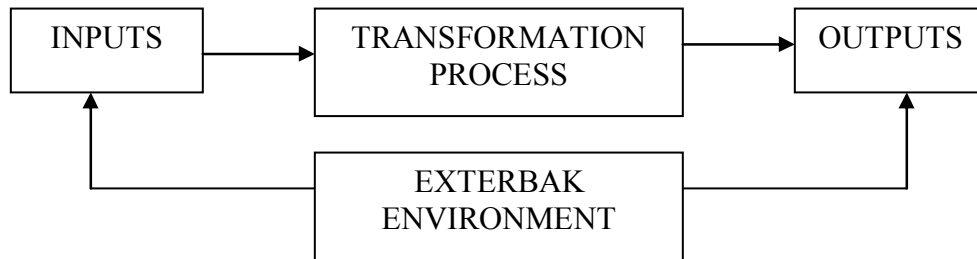 INPUTS
TRANSFORMATION
PROCESS
OUTPUTS
EXTERBAK
ENVIRONMENT